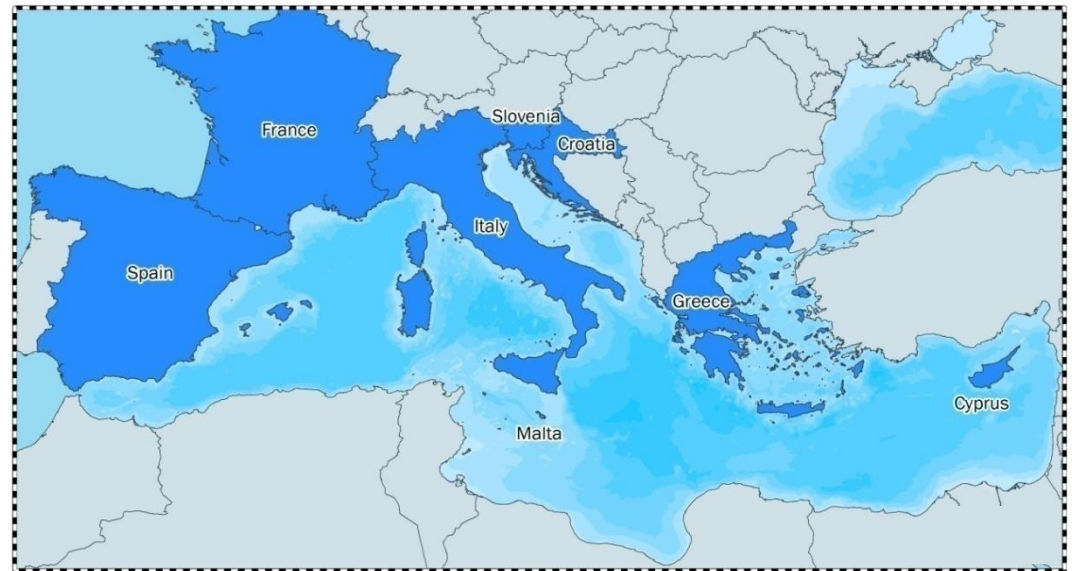 Slovenia
France
Croatia
Italy
Spain
Greece
Cyprus
Malta